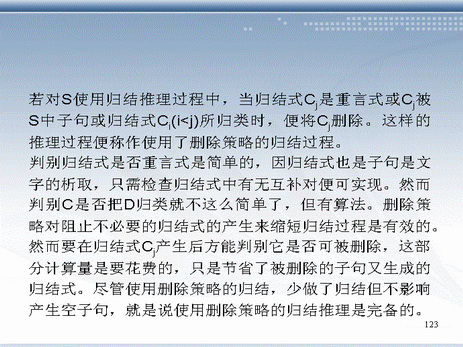 若对S使用归结推理过程中，当归结式Cj是重言式或Cj被
S中子句或归结式Ci(i<j)所归类时，便将Cj删除。这样的
推理过程便称作使用了删除策略的归结过程。
判别归结式是否重言式是简单的，因归结式也是子句是文
字的析取，只需检查归结式中有无互补对便可实现。然而
判别C是否把D归类就不这么简单了，但有算法。删除策
略对阻止不必要的归结式的产生来缩短归结过程是有效的。
然而要在归结式Cj产生后方能判别它是否可被删除，这部
分计算量是要花费的，只是节省了被删除的子句又生成的
归结式。尽管使用删除策略的归结，少做了归结但不影响
产生空子句，就是说使用删除策略的归结推理是完备的。
123